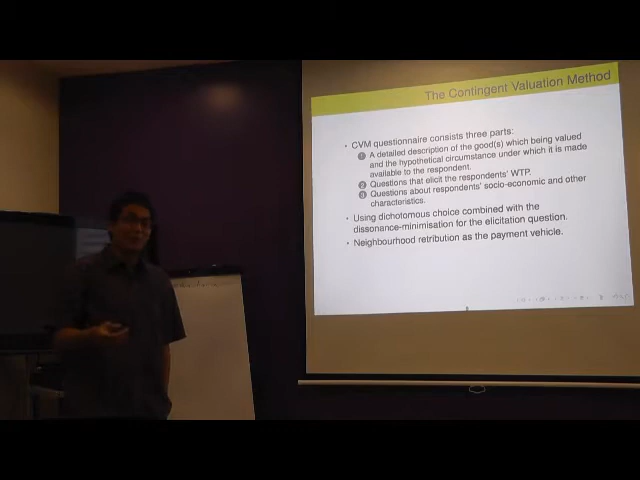 The Contingent Valuation Method
• CVM questionnaire consists three parts:
1 A detailed description of the good(s) which being valued
and the hypothetical circumstance under which it is made
available to the respondent.
2 Questions that elicit the respondents' WTP.
3 Questions about respondents' socio-economic and other
characteristics.
• Using dichotomous choice combined with the
dissonance-minimisation for the elicitation question.
• Neighbourhood retribution as the payment vehicle.